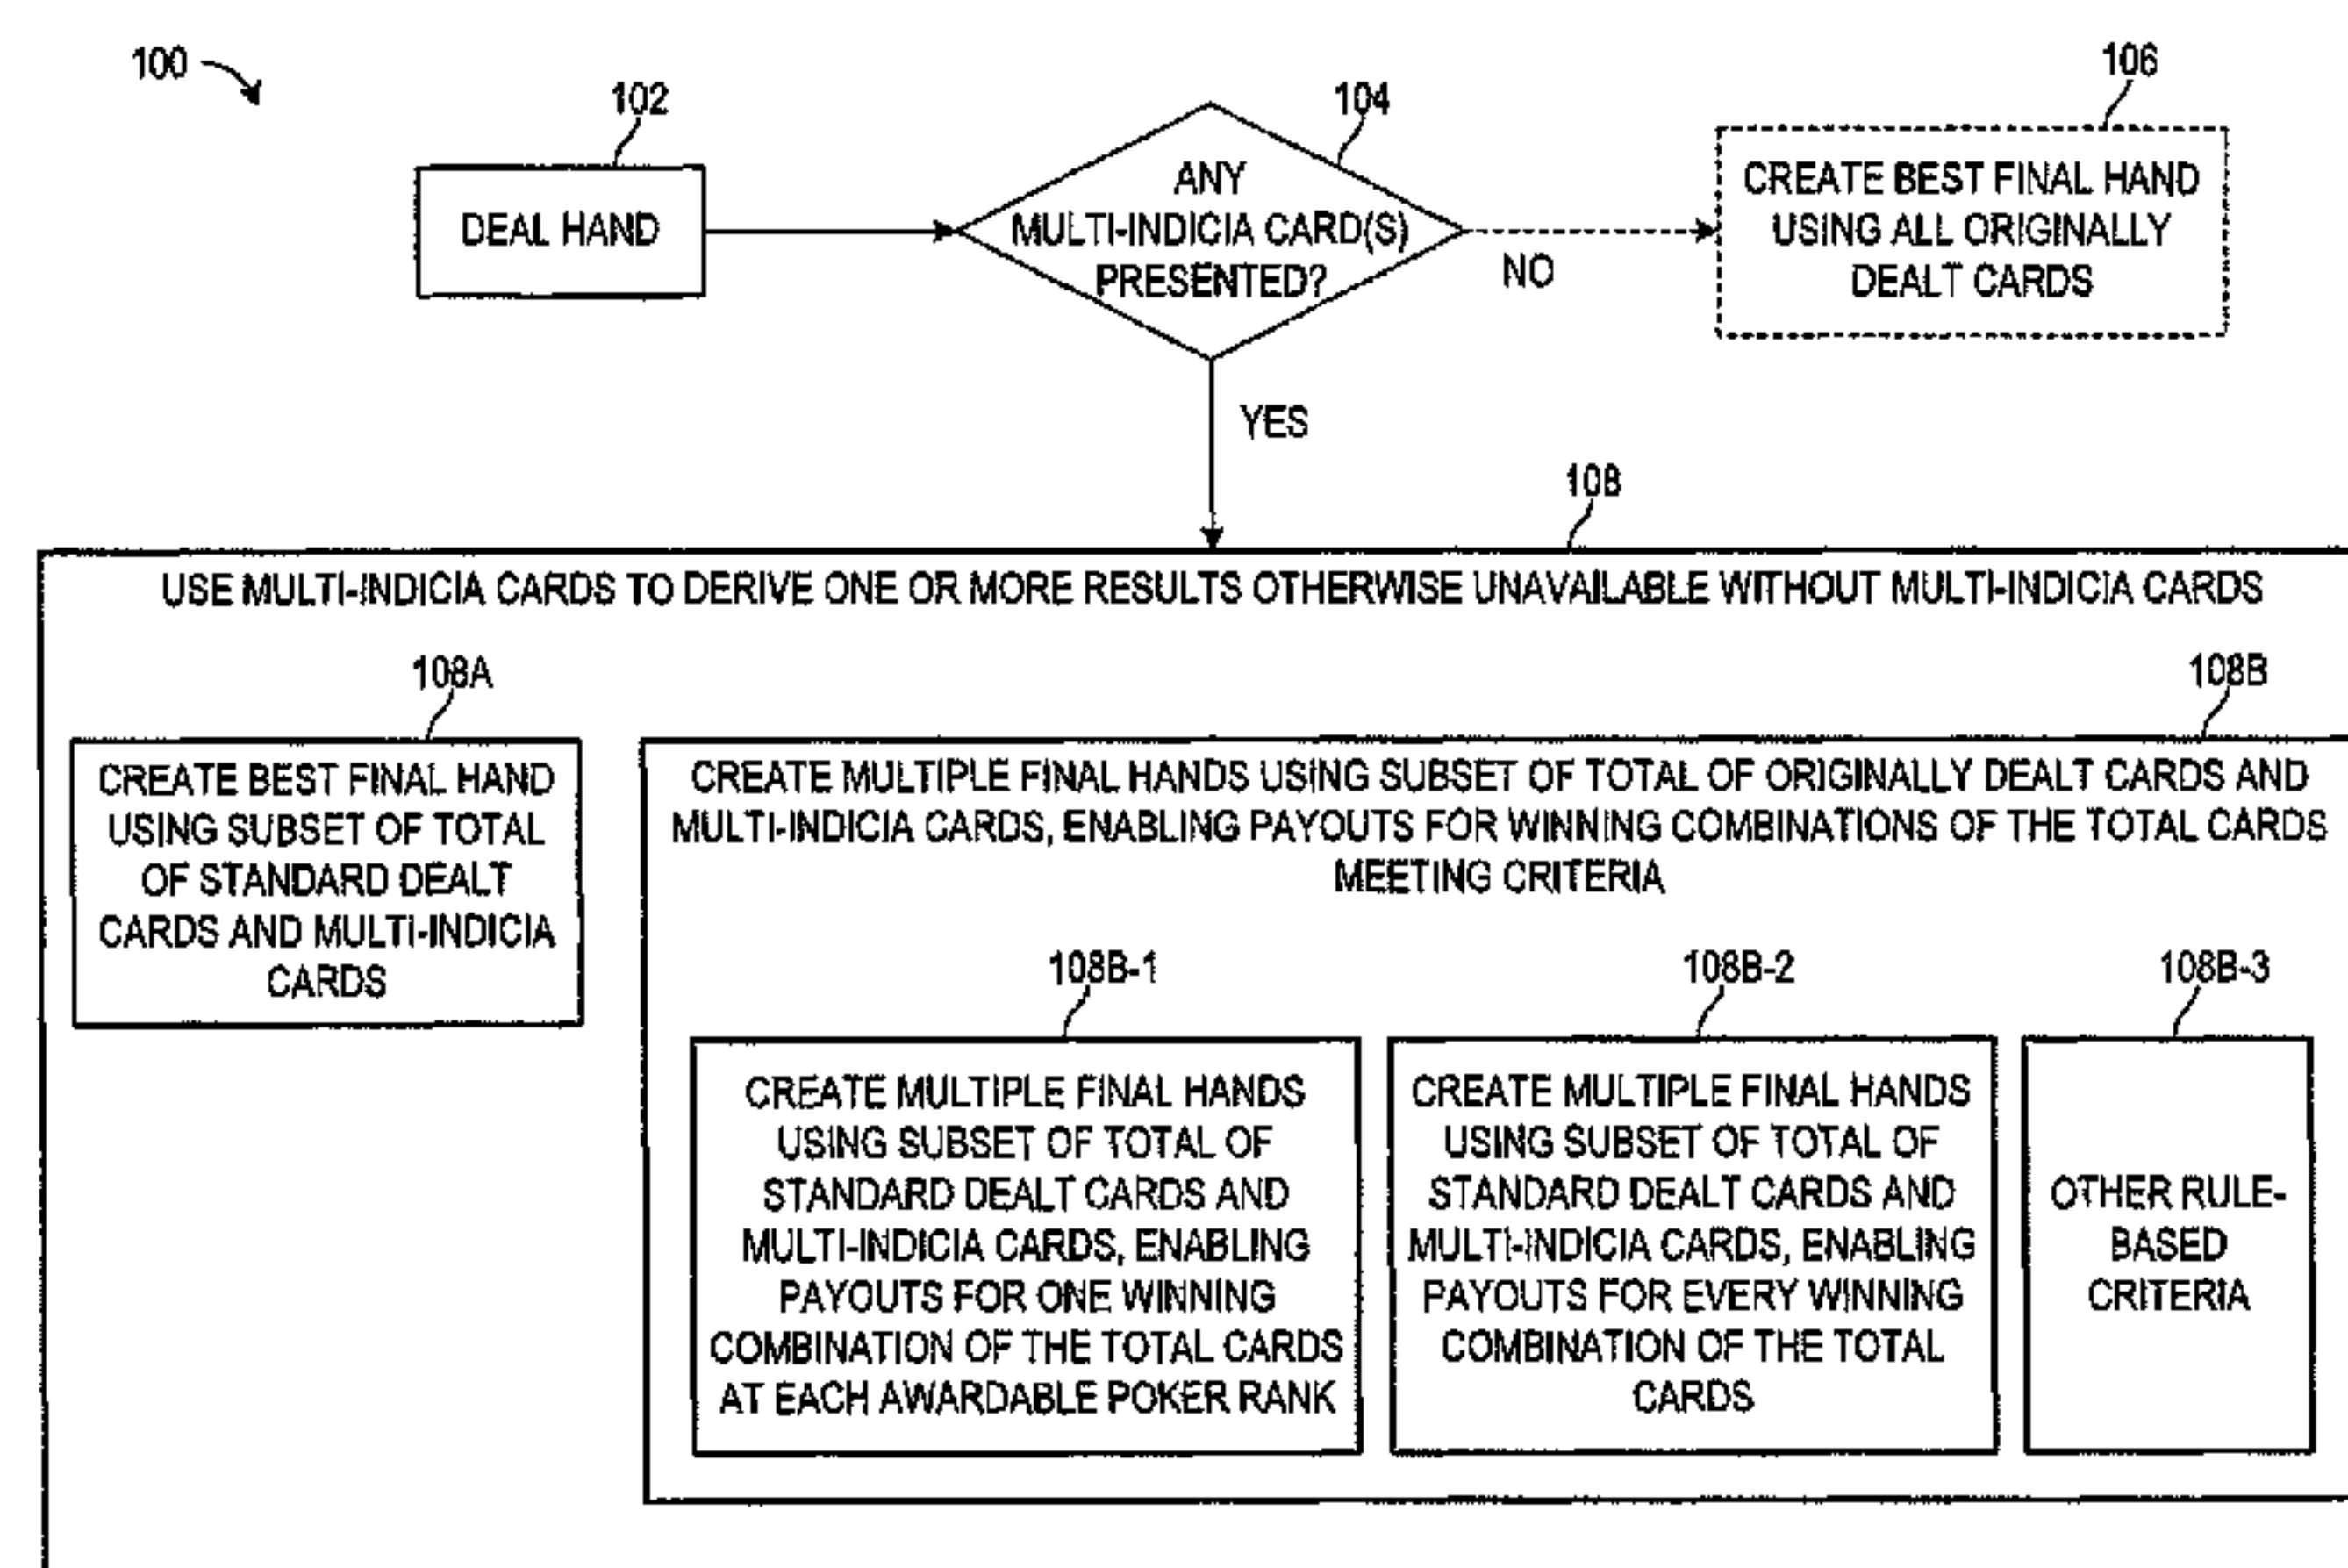 100
102
104
106
DEAL HAND
ANY
MULTI-INDICIA CARD(S)
PRESENTED?
NO
CREATE BEST FINAL HAND
USING ALL ORIGINALLY
DEALT CARDS
YES
108
USE MULTI-INDICIA CARDS TO DERIVE ONE OR MORE RESULTS OTHERWISE UNAVAILABLE WITHOUT MULTI-INDICIA CARDS
108A
CREATE BEST FINAL HAND
USING SUBSET OF TOTAL
OF STANDARD DEALT
CARDS AND MULTI-INDICIA
CARDS
108B
CREATE MULTIPLE FINAL HANDS USING SUBSET OF TOTAL OF ORIGINALLY DEALT CARDS AND
MULTI-INDICIA CARDS, ENABLING PAYOUTS FOR WINNING COMBINATIONS OF THE TOTAL CARDS
MEETING CRITERIA
108B-1
CREATE MULTIPLE FINAL HANDS
USING SUBSET OF TOTAL OF
STANDARD DEALT CARDS AND
MULTI-INDICIA CARDS, ENABLING
PAYOUTS FOR ONE WINNING
COMBINATION OF THE TOTAL CARDS
AT EACH AWARDABLE POKER RANK
108B-2
CREATE MULTIPLE FINAL HANDS
USING SUBSET OF TOTAL OF
STANDARD DEALT CARDS AND
MULTI-INDICIA CARDS, ENABLING
PAYOUTS FOR EVERY WINNING
COMBINATION OF THE TOTAL
CARDS
108B-3
OTHER RULE-
BASED
CRITERIA